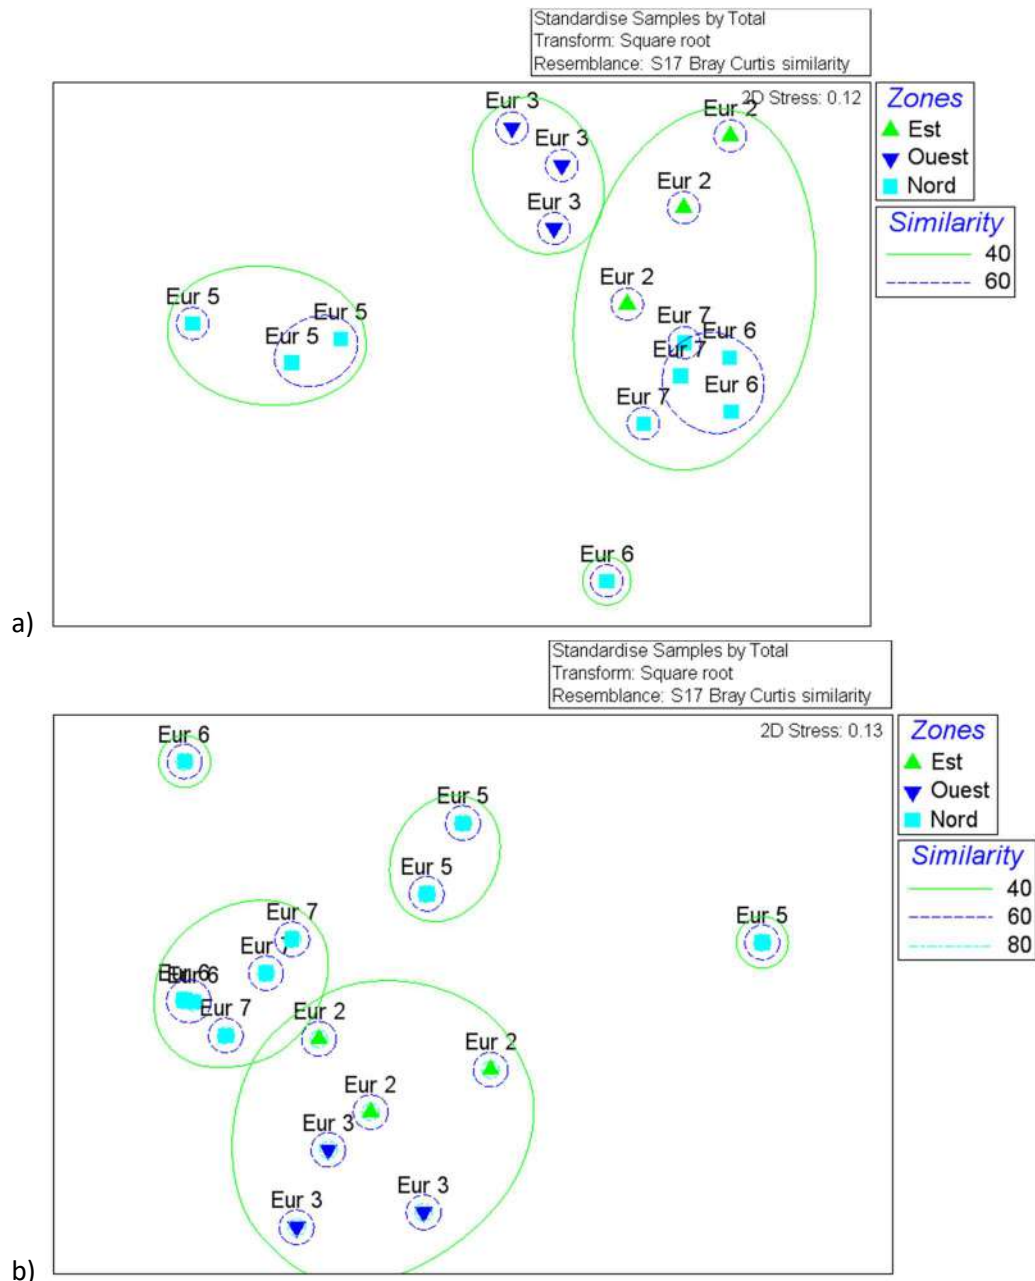 Standardise Samples by Total
Transform: Square root
Resemblance: S17 Bray Curtis similarity
2D Stress: 0.12
Zones
Est
Ouest
Nord
Similarity
40
60
Eur 3
Eur 3
Eur 3
Eur 2
Eur 2
Eur 2
Eur 5
Eur 5
Eur 5
Eur 7
Eur 6
Eur 7
Eur 6
Eur 7
Eur 6
a)
Standardise Samples by Total
Transform: Square root
Resemblance: S17 Bray Curtis similarity
2D Stress: 0.13
Zones
Est
Ouest
Nord
Similarity
40
60
80
Eur 6
Eur 5
Eur 5
Eur 5
Eur 7
Eur 7
Eur 6
Eur 6
Eur 7
Eur 2
Eur 2
Eur 2
Eur 3
Eur 3
Eur 3
b)